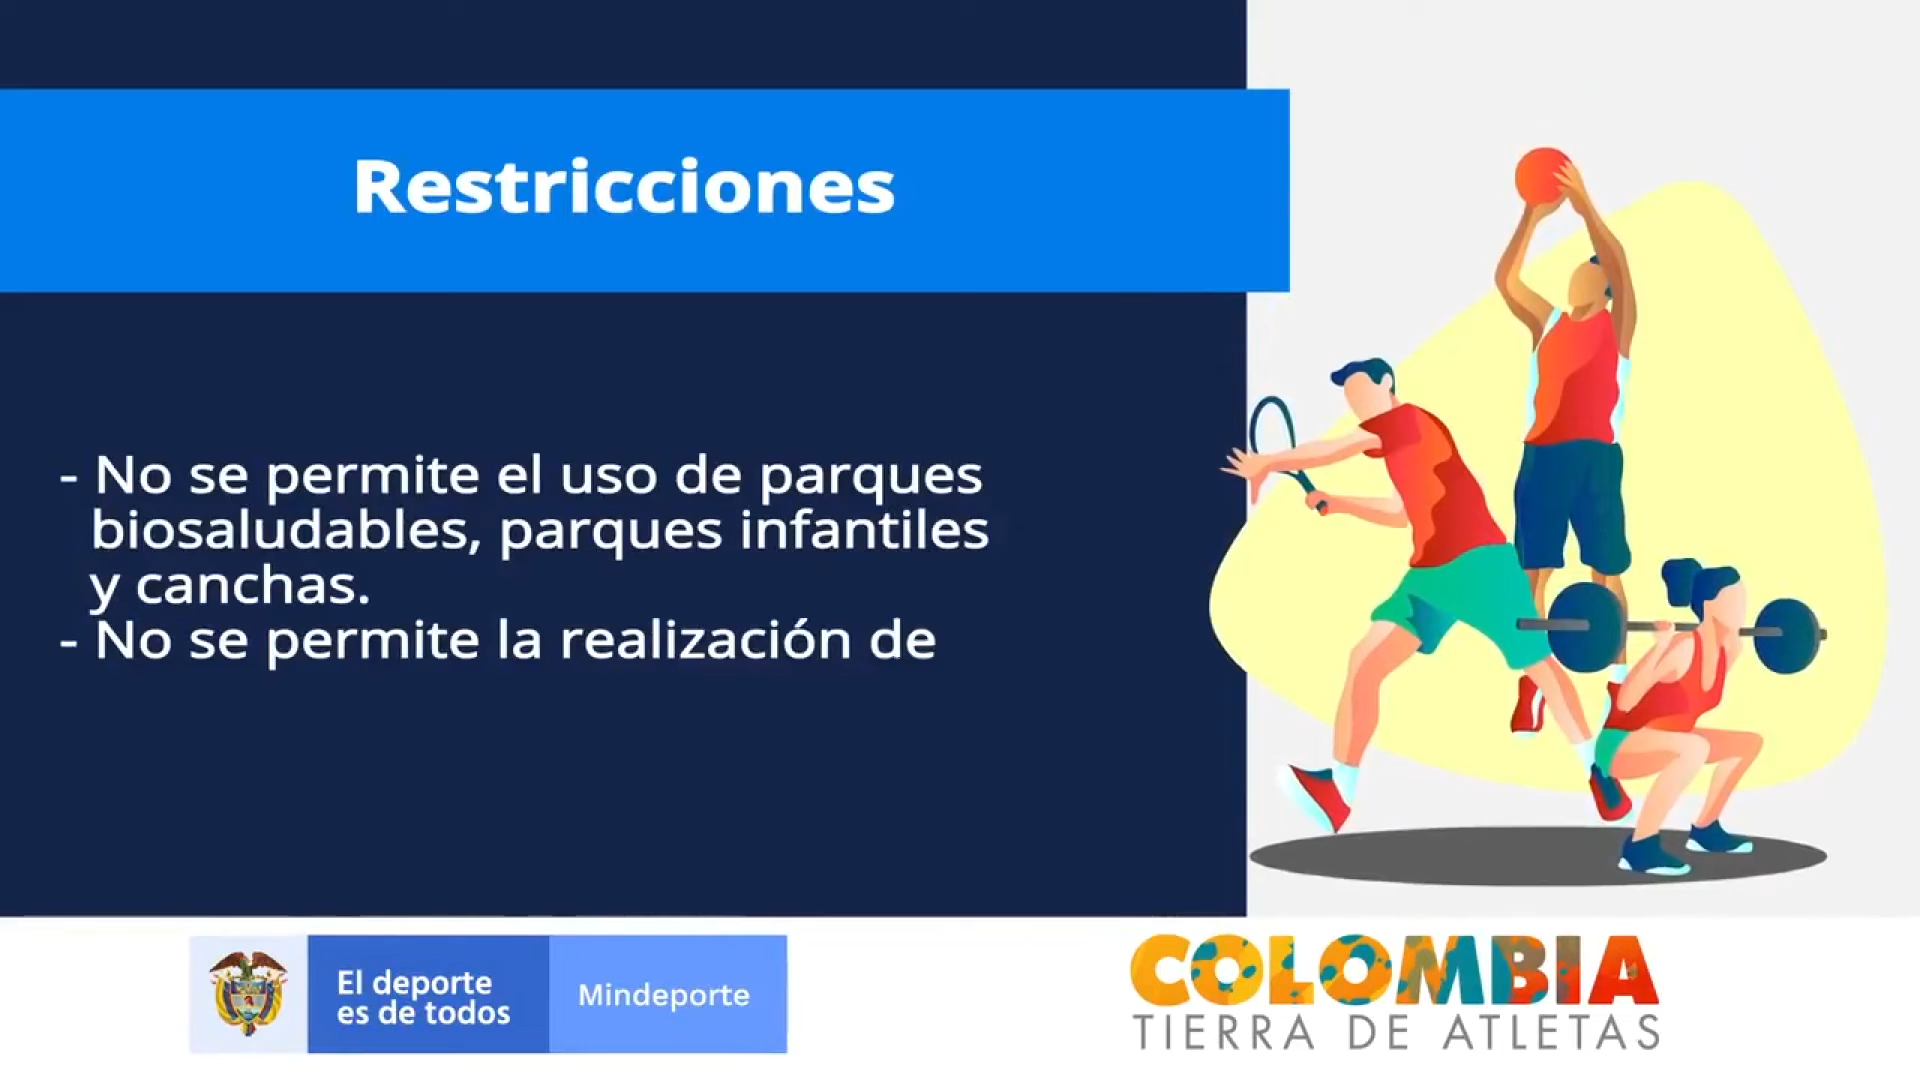 Restricciones
- No se permite el uso de parques
biosaludables, parques infantiles
y canchas.
- No se permite la realización de
El deporte
es de todos
Mindeporte
COLOMBIA
TIERRA DE ATLETAS